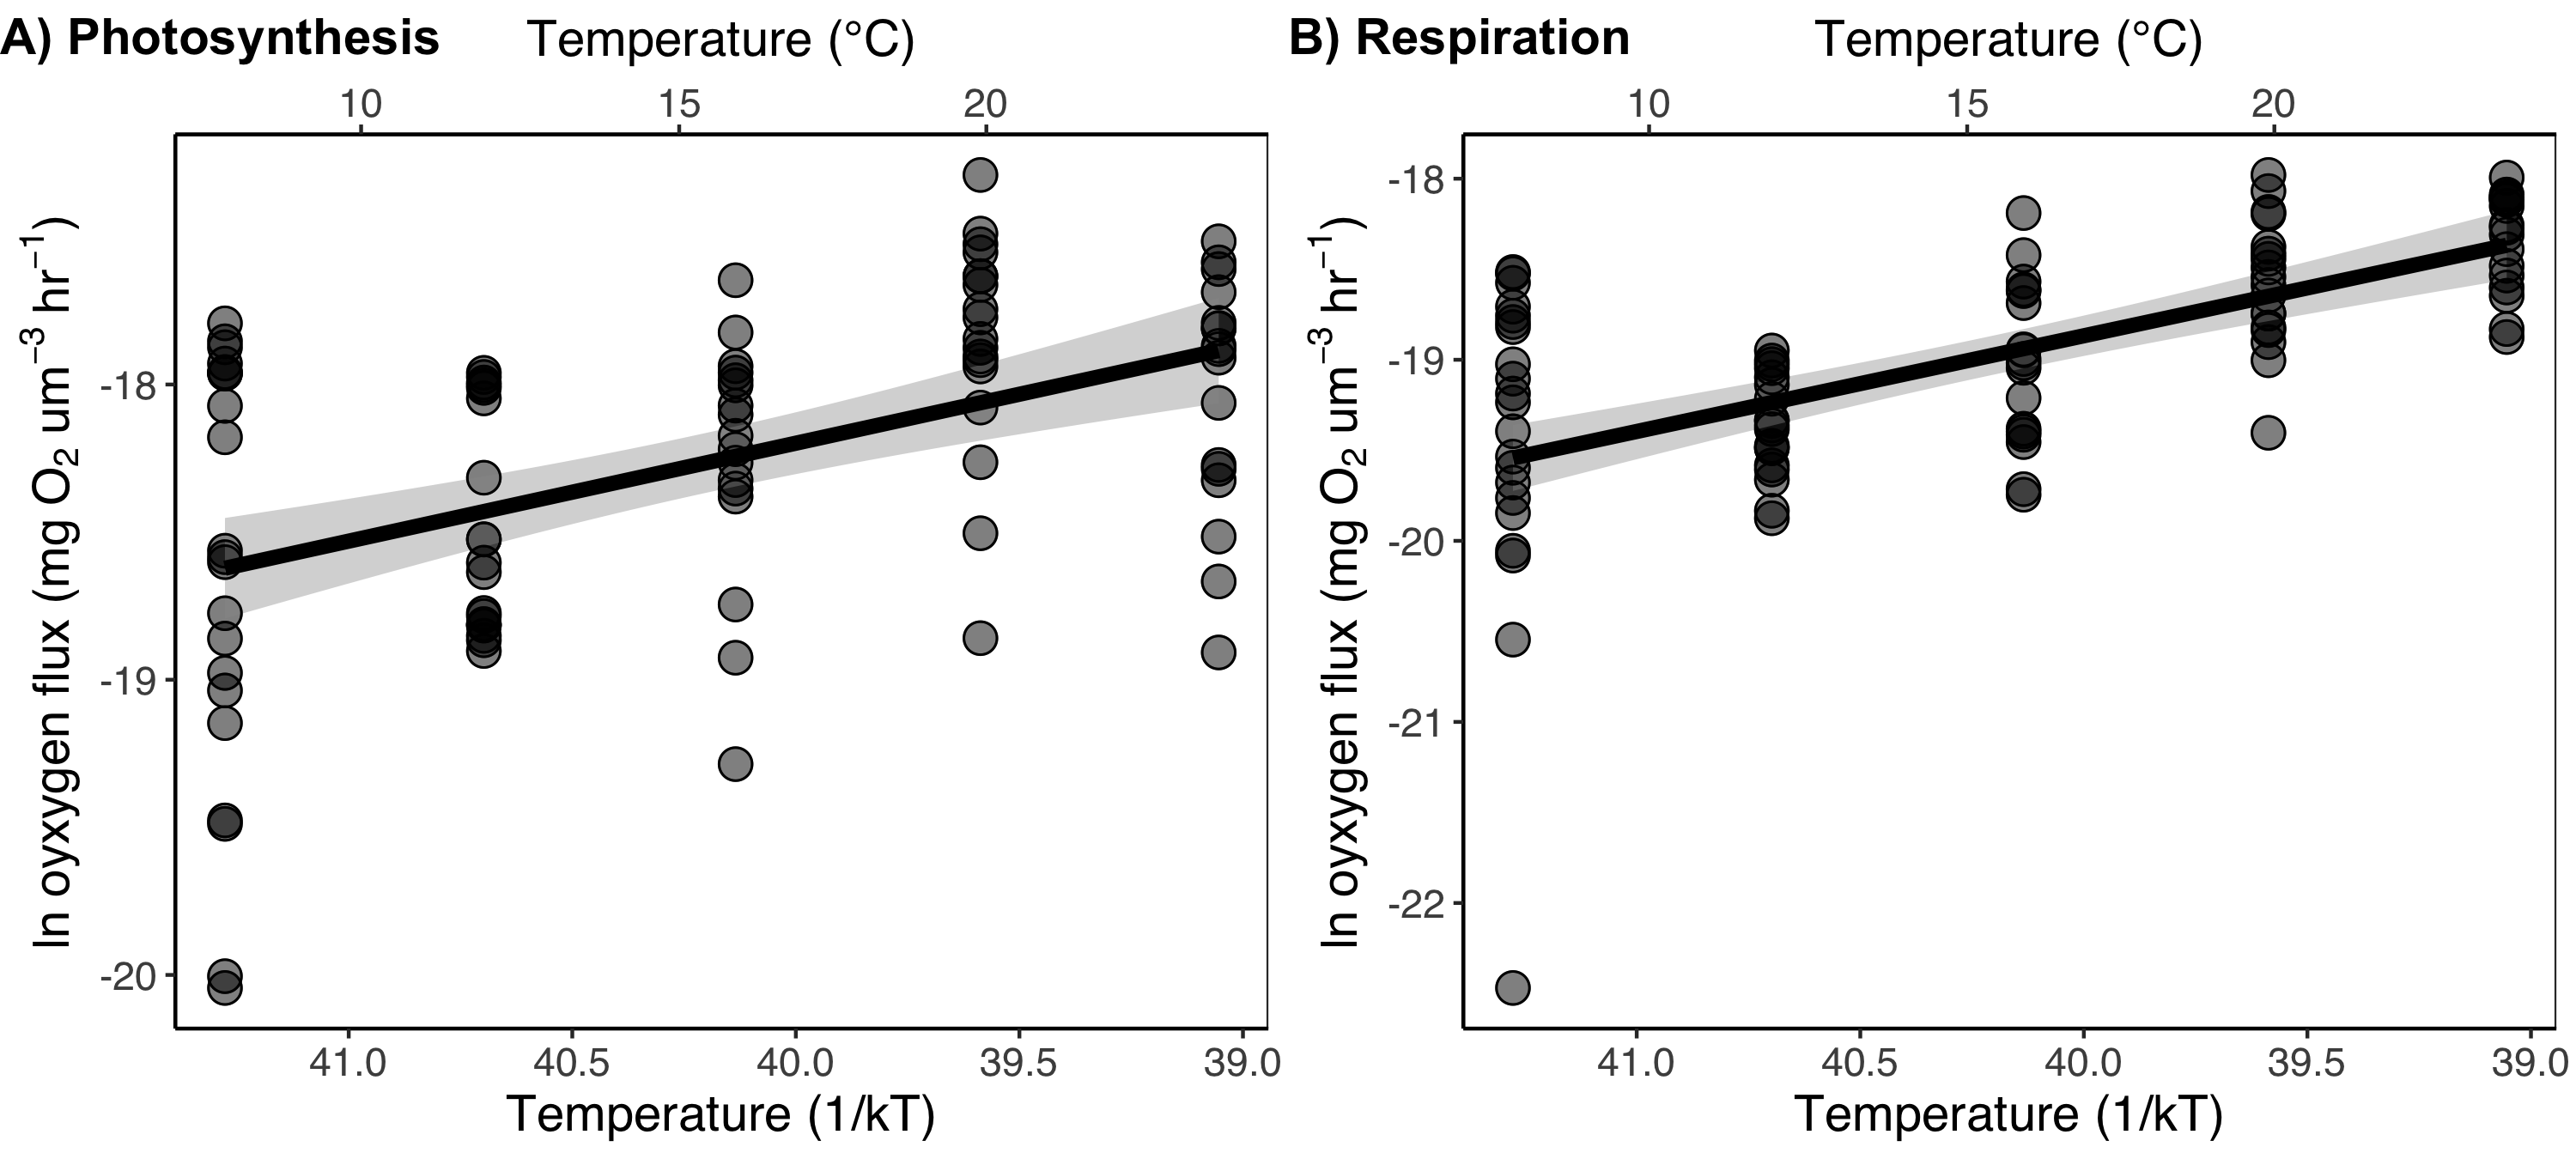 A) Photosynthesis
Temperature (°C)
10 15 20
ln oyxygen flux (mg O₂ um⁻³ hr⁻¹)
-18
-19
-20
41.0 40.5 40.0 39.5 39.0
Temperature (1/kT)
B) Respiration
Temperature (°C)
10 15 20
ln oyxygen flux (mg O₂ um⁻³ hr⁻¹)
-18
-19
-20
-21
-22
41.0 40.5 40.0 39.5 39.0
Temperature (1/kT)